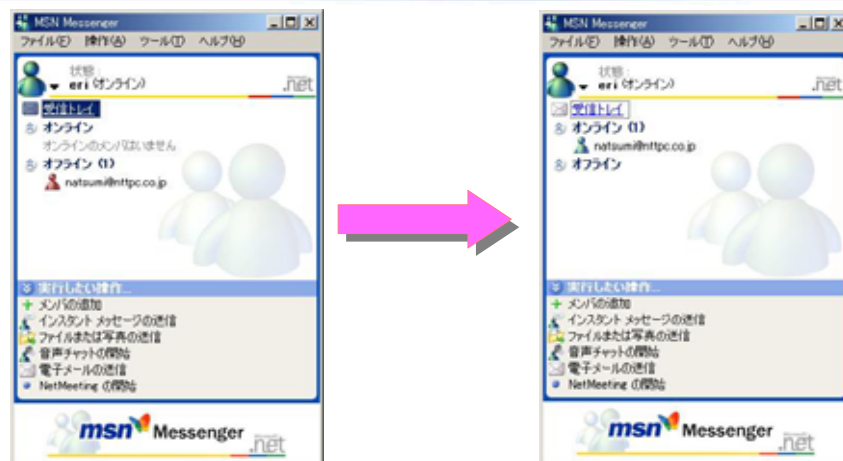 MSN Messenger
ファイル(F) 操作(A) ツール(T) ヘルプ(H)
状態:
eri (オンライン)
.net
受信トレイ
オンライン
オンラインのメンバはいません
オフライン (1)
natsumi@nttpc.co.jp
実行したい操作...
メンバの追加
インスタント メッセージの送信
ファイルまたは写真の送信
音声チャットの開始
電子メールの送信
NetMeeting の開始
msn Messenger
.net
MSN Messenger
ファイル(F) 操作(A) ツール(T) ヘルプ(H)
状態:
eri (オンライン)
.net
受信トレイ
オンライン (1)
natsumi@nttpc.co.jp
オフライン
実行したい操作...
メンバの追加
インスタント メッセージの送信
ファイルまたは写真の送信
音声チャットの開始
電子メールの送信
NetMeeting の開始
msn Messenger
.net